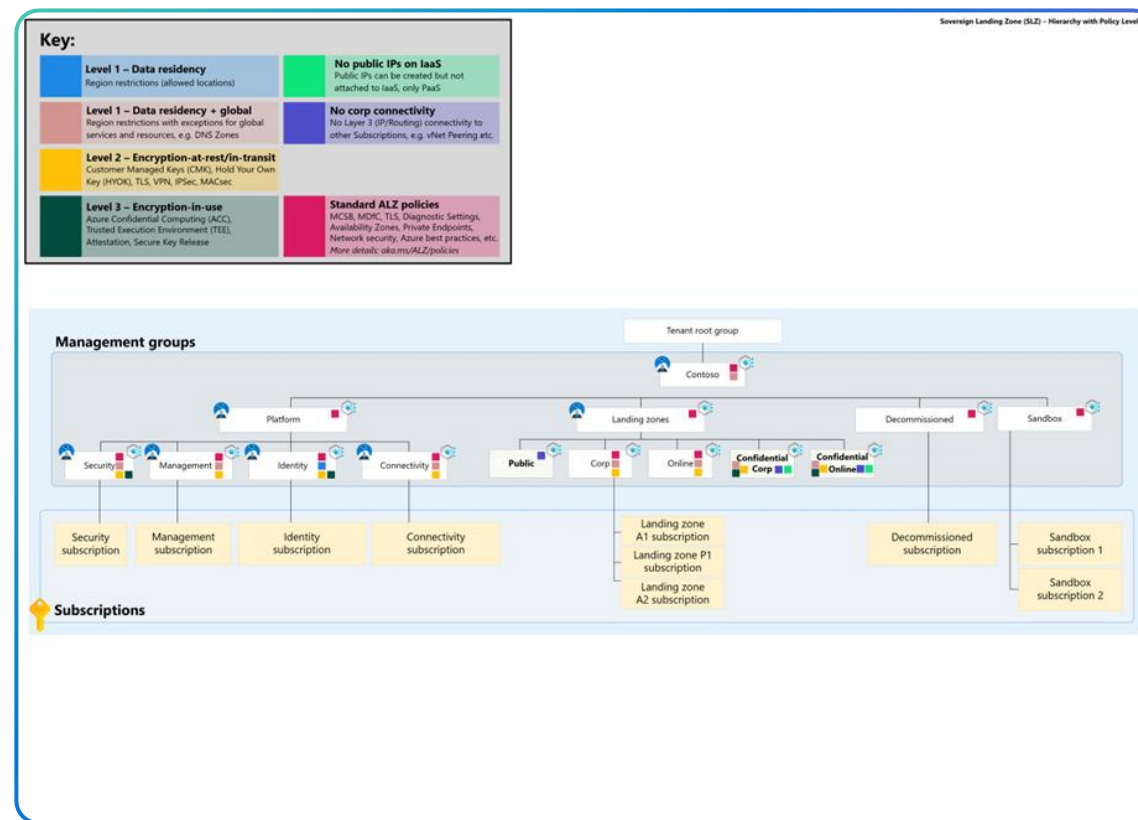 Sovereign Landing Zone (SLZ) – Hierarchy with Policy Level
Key:
Level 1 – Data residency
Region restrictions (allowed locations)
No public IPs on IaaS
Public IPs can be created but not
attached to IaaS, only PaaS
Level 1 – Data residency + global
Region restrictions with exceptions for global
services and resources, e.g. DNS Zones
No corp connectivity
No Layer 3 (IP/Routing) connectivity to
other Subscriptions, e.g. vNet Peering etc.
Level 2 – Encryption-at-rest/in-transit
Customer Managed Keys (CMK), Hold Your Own
Key (HYOK), TLS, VPN, IPSec, MACsec
Level 3 – Encryption-in-use
Azure Confidential Computing (ACC),
Trusted Execution Environment (TEE),
Attestation, Secure Key Release
Standard ALZ policies
MCSB, MDfC, TLS, Diagnostic Settings,
Availability Zones, Private Endpoints,
Network security, Azure best practices, etc.
More details: aka.ms/ALZ/policies
Management groups
Tenant root group
Contoso
Platform
Landing zones
Decommissioned
Sandbox
Security
Management
Identity
Connectivity
Public
Corp
Online
Confidential
Corp
Confidential
Online
Security
subscription
Management
subscription
Identity
subscription
Connectivity
subscription
Landing zone
A1 subscription
Landing zone P1
subscription
Landing zone
A2 subscription
Decommissioned
subscription
Sandbox
subscription 1
Sandbox
subscription 2
Subscriptions